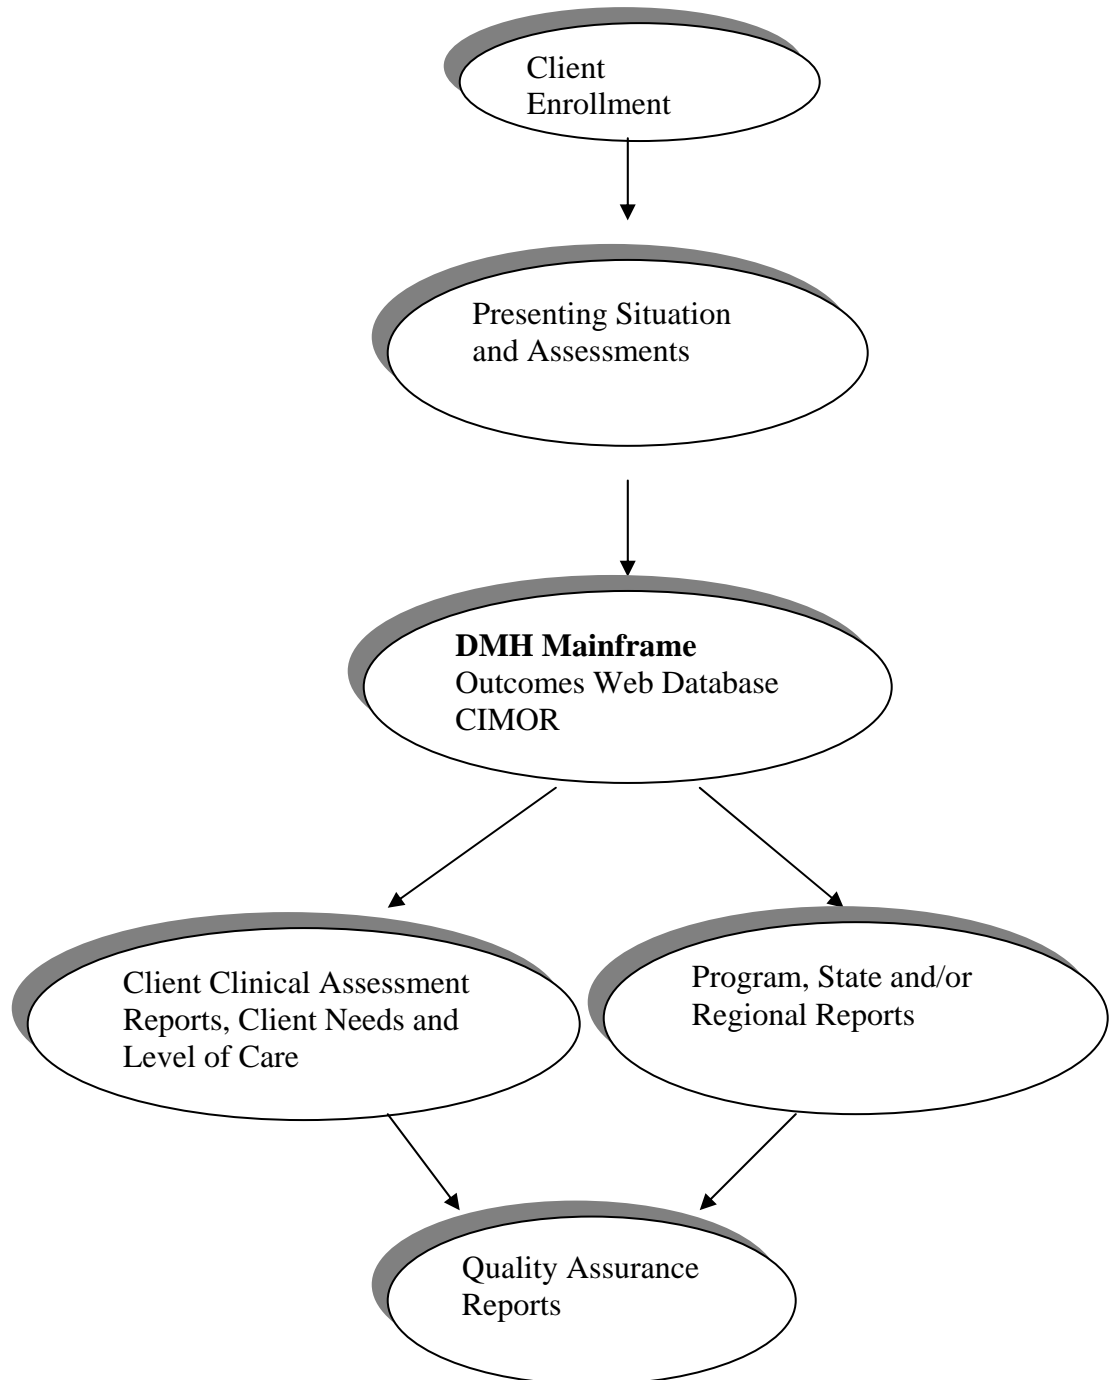 Client
Enrollment
Presenting Situation
and Assessments
DMH Mainframe
Outcomes Web Database
CIMOR
Client Clinical Assessment
Reports, Client Needs and
Level of Care
Program, State and/or
Regional Reports
Quality Assurance
Reports